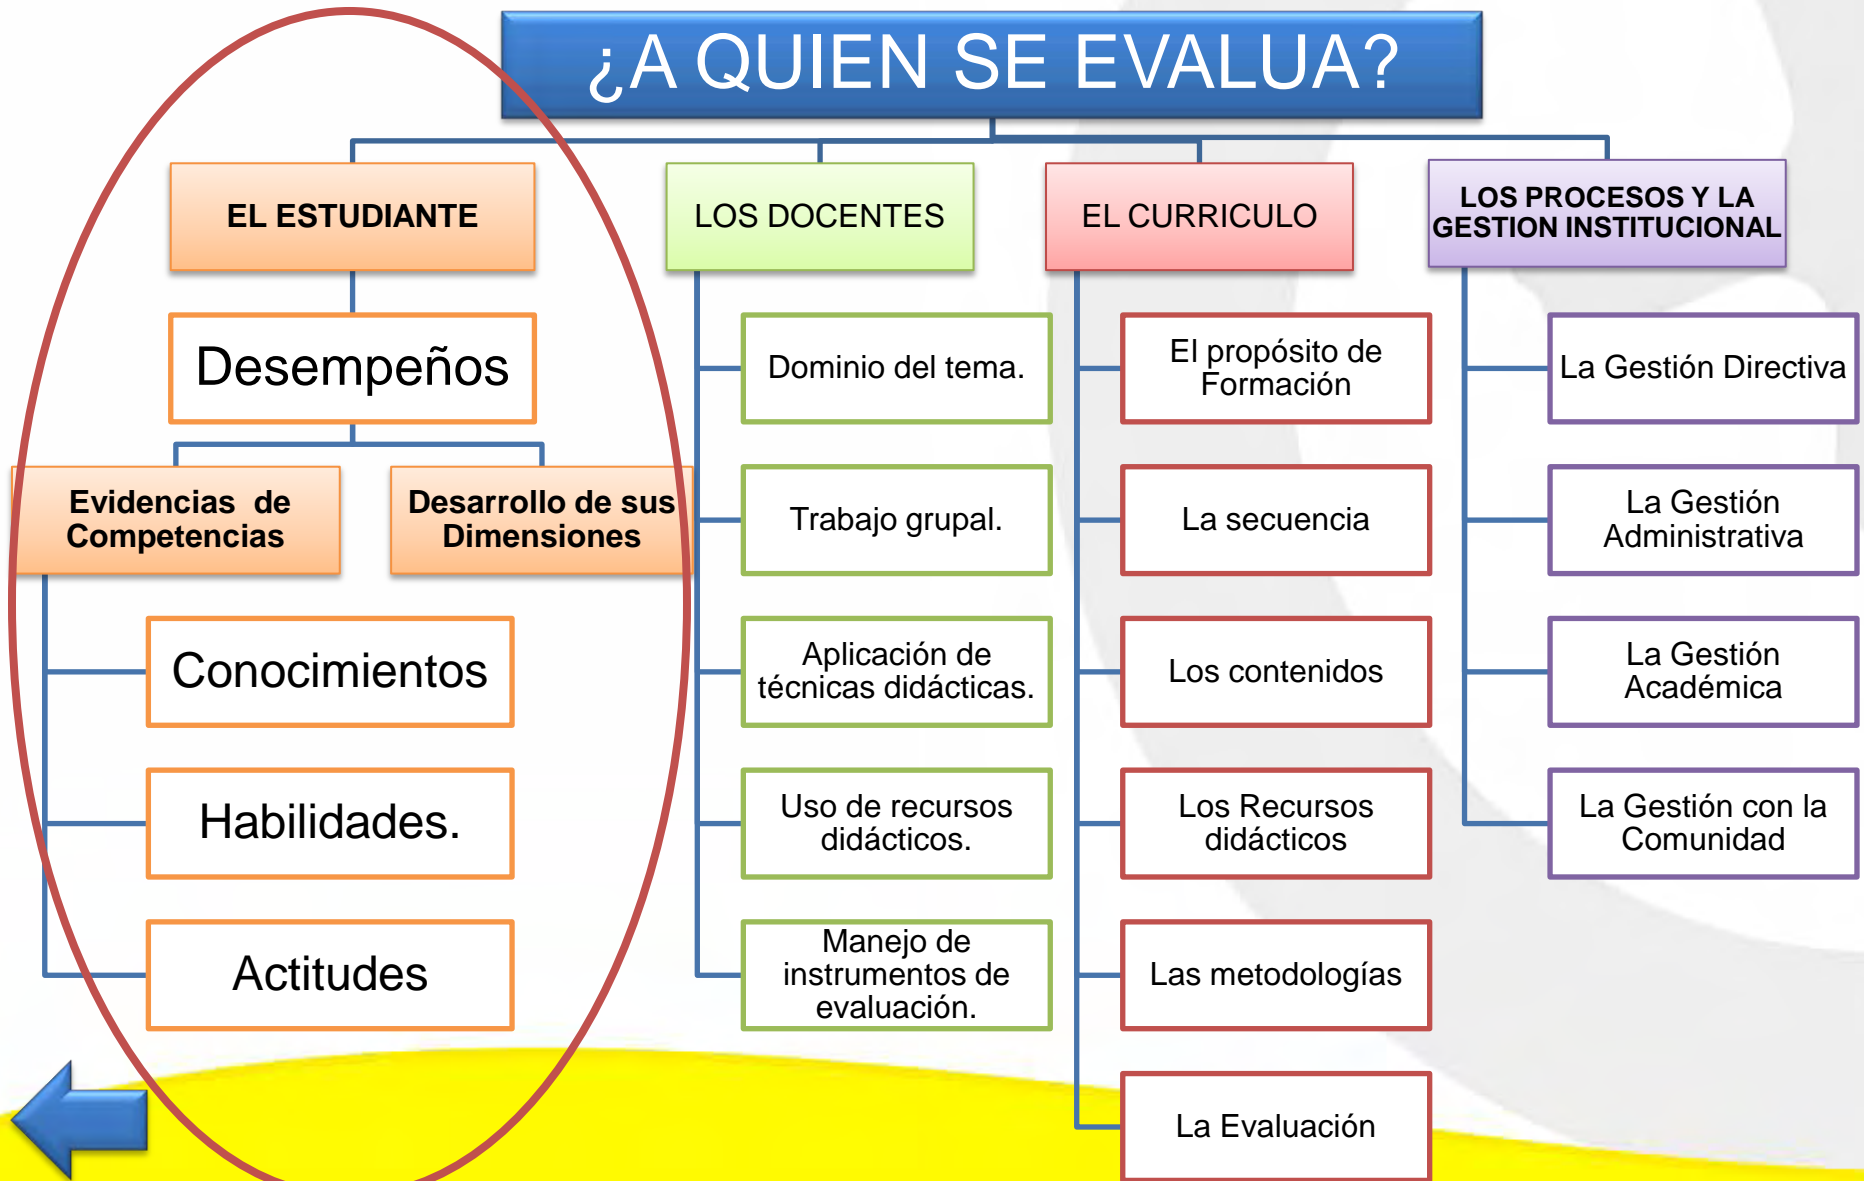 ¿A QUIEN SE EVALUA?
EL ESTUDIANTE
Desempeños
Evidencias de
Competencias
Desarrollo de sus
Dimensiones
Conocimientos
Habilidades.
Actitudes
LOS DOCENTES
Dominio del tema.
Trabajo grupal.
Aplicación de
técnicas didácticas.
Uso de recursos
didácticos.
Manejo de
instrumentos de
evaluación.
EL CURRICULO
El propósito de
Formación
La secuencia
Los contenidos
Los Recursos
didácticos
Las metodologías
La Evaluación
LOS PROCESOS Y LA
GESTION INSTITUCIONAL
La Gestión Directiva
La Gestión
Administrativa
La Gestión
Académica
La Gestión con la
Comunidad